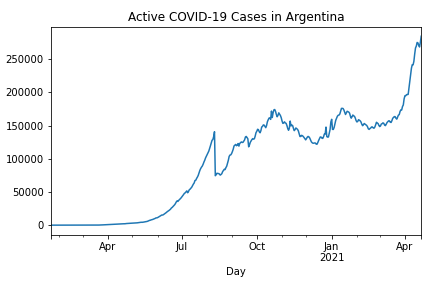 Active COVID-19 Cases in Argentina
250000
200000
150000
100000
50000
0
Apr
Jul
Oct
Jan
2021
Apr
Day